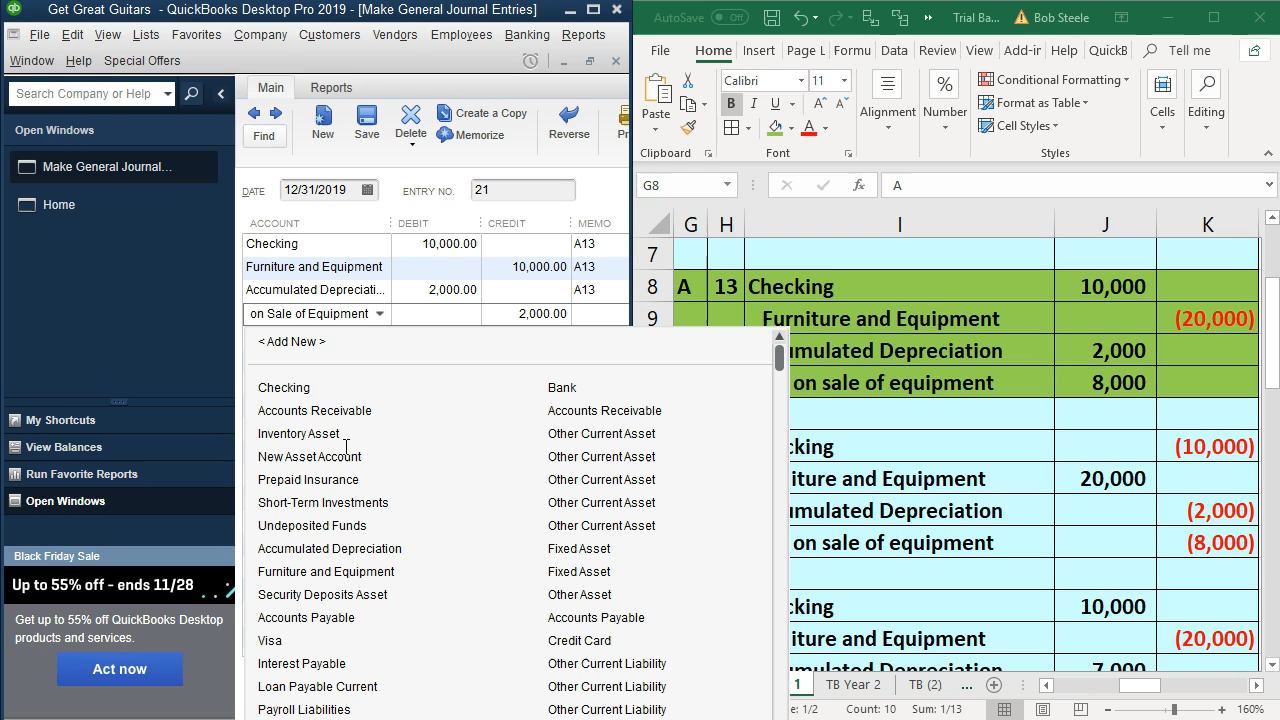 Get Great Guitars - QuickBooks Desktop Pro 2019 - [Make General Journal Entries]
File Edit View Lists Favorites Company Customers Vendors Employees Banking Reports
Window Help Special Offers
Search Company or Help
Open Windows
Make General Journal...
Home
My Shortcuts
View Balances
Run Favorite Reports
Open Windows
Black Friday Sale
Up to 55% off - ends 11/28
Get up to 55% off QuickBooks Desktop
products and services.
Act now
Main Reports
Find New Save Delete Create a Copy
Memorize
Reverse
DATE 12/31/2019 ENTRY NO. 21
ACCOUNT DEBIT CREDIT MEMO
Checking 10,000.00 A13
Furniture and Equipment 10,000.00 A13
Accumulated Depreciati... 2,000.00 A13
on Sale of Equipment 2,000.00
< Add New >
Checking Bank
Accounts Receivable Accounts Receivable
Inventory Asset Other Current Asset
New Asset Account Other Current Asset
Prepaid Insurance Other Current Asset
Short-Term Investments Other Current Asset
Undeposited Funds Other Current Asset
Accumulated Depreciation Fixed Asset
Furniture and Equipment Fixed Asset
Security Deposits Asset Other Asset
Accounts Payable Accounts Payable
Visa Credit Card
Interest Payable Other Current Liability
Loan Payable Current Other Current Liability
Payroll Liabilities Other Current Liability
AutoSave Off Trial Ba... Bob Steele
File Home Insert Page L Formu Data Review View Add-ir Help QuickB Tell me
Paste
Clipboard
Calibri 11
B I U
Font
Alignment
Number
Conditional Formatting
Format as Table
Cell Styles
Styles
Cells
Editing
G8 fx A
G H I J K
7
8 A 13 Checking 10,000
9 Furniture and Equipment (20,000)
umulated Depreciation 2,000
on sale of equipment 8,000
cking (10,000)
iture and Equipment 20,000
umulated Depreciation (2,000)
on sale of equipment (8,000)
cking 10,000
iture and Equipment (20,000)
umulated Depreciation 7,000
1 TB Year 2 TB (2) ...
e: 1/2 Count: 10 Sum: 1/13 160%